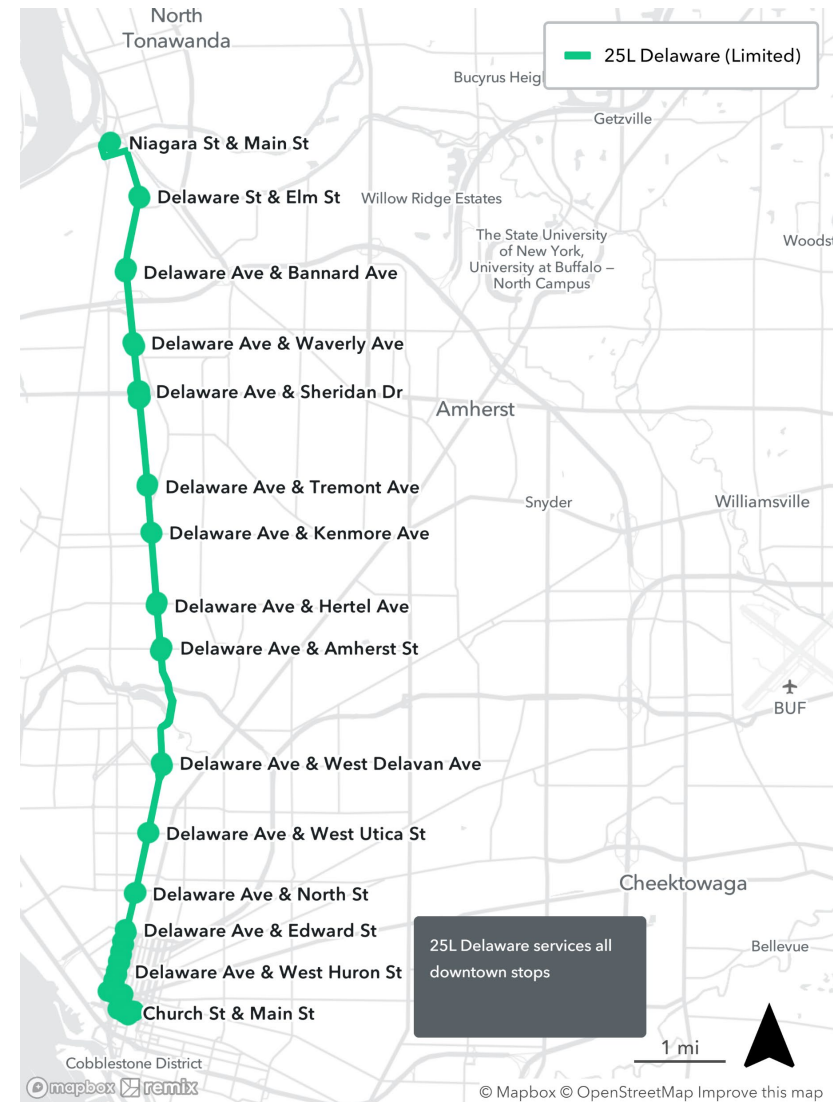 North
Tonawanda
25L Delaware (Limited)
Bucyrus Heig
Getzville
Niagara St & Main St
Delaware St & Elm St
Willow Ridge Estates
The State University
of New York,
University at Buffalo –
North Campus
Woodst
Delaware Ave & Bannard Ave
Delaware Ave & Waverly Ave
Delaware Ave & Sheridan Dr
Amherst
Delaware Ave & Tremont Ave
Snyder
Williamsville
Delaware Ave & Kenmore Ave
Delaware Ave & Hertel Ave
Delaware Ave & Amherst St
BUF
Delaware Ave & West Delavan Ave
Delaware Ave & West Utica St
Cheektowaga
Delaware Ave & North St
Delaware Ave & Edward St
25L Delaware services all
downtown stops
Bellevue
Delaware Ave & West Huron St
Church St & Main St
1 mi
Cobblestone District
mapbox remix
© Mapbox © OpenStreetMap Improve this map